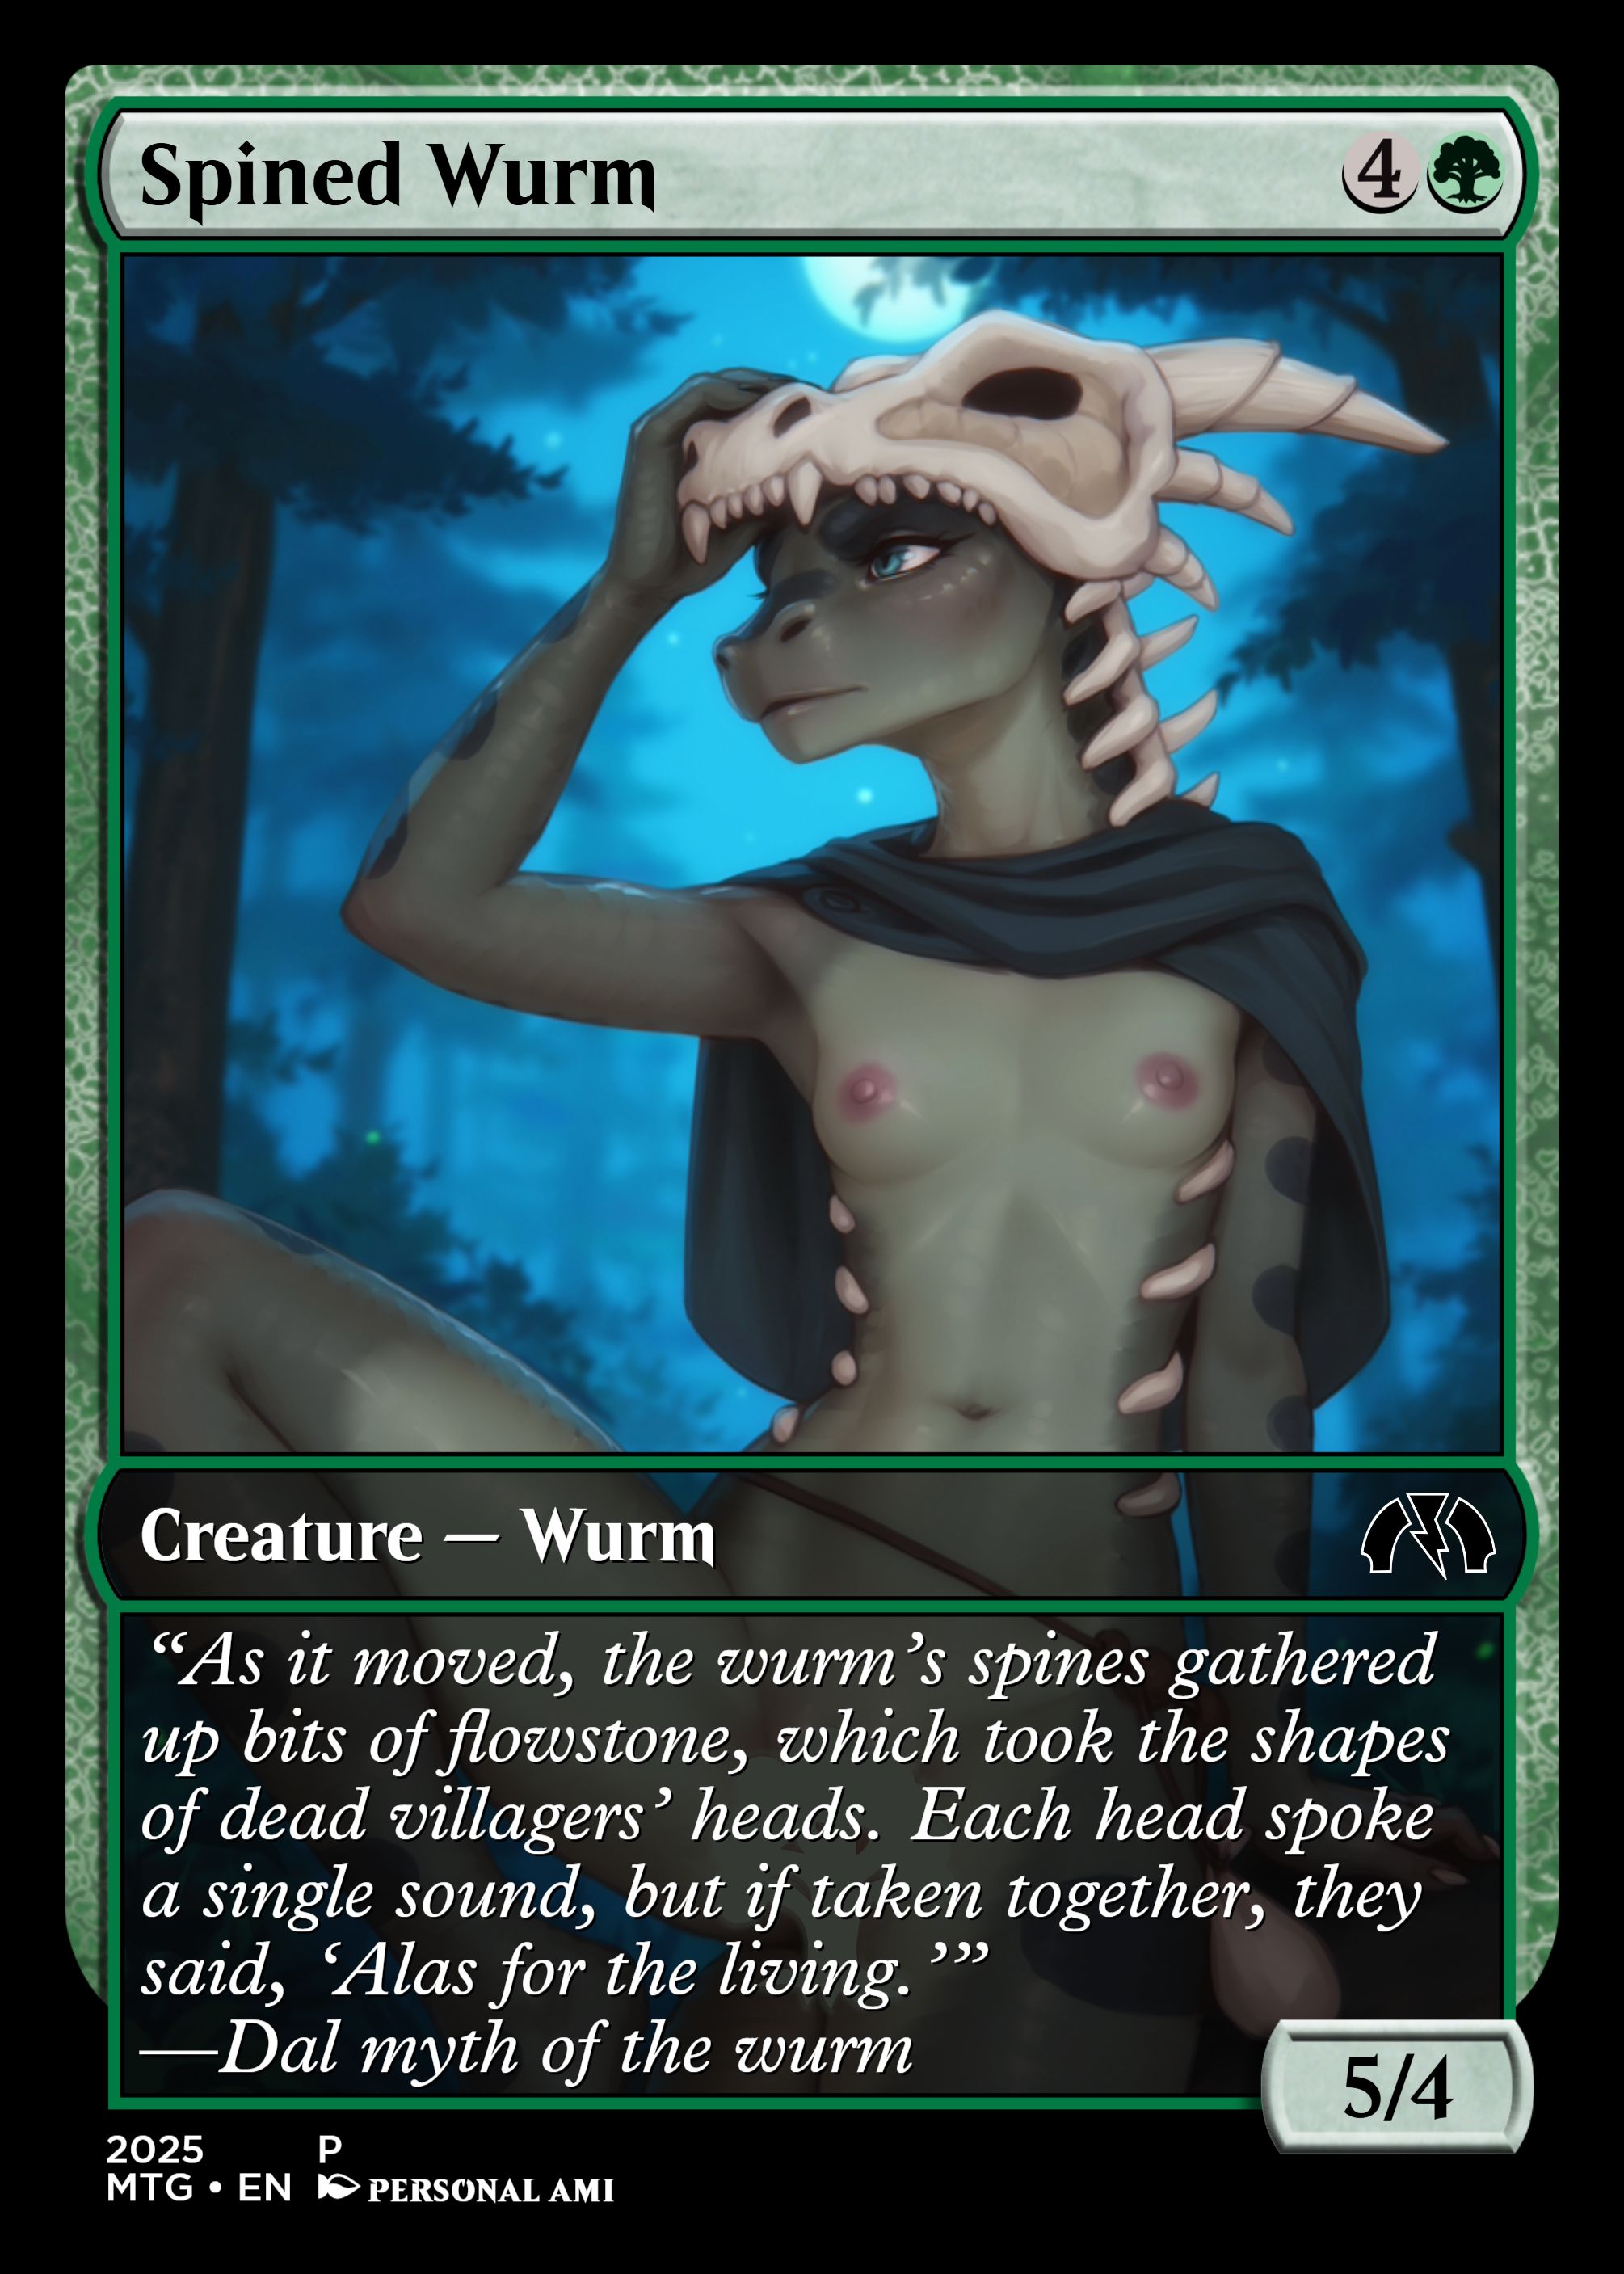 Spined Wurm 4
Creature — Wurm
“As it moved, the wurm’s spines gathered
up bits of flowstone, which took the shapes
of dead villagers’ heads. Each head spoke
a single sound, but if taken together, they
said, ‘Alas for the living.’”
—Dal myth of the wurm
5/4
2025 P
MTG • EN PERSONAL AMI